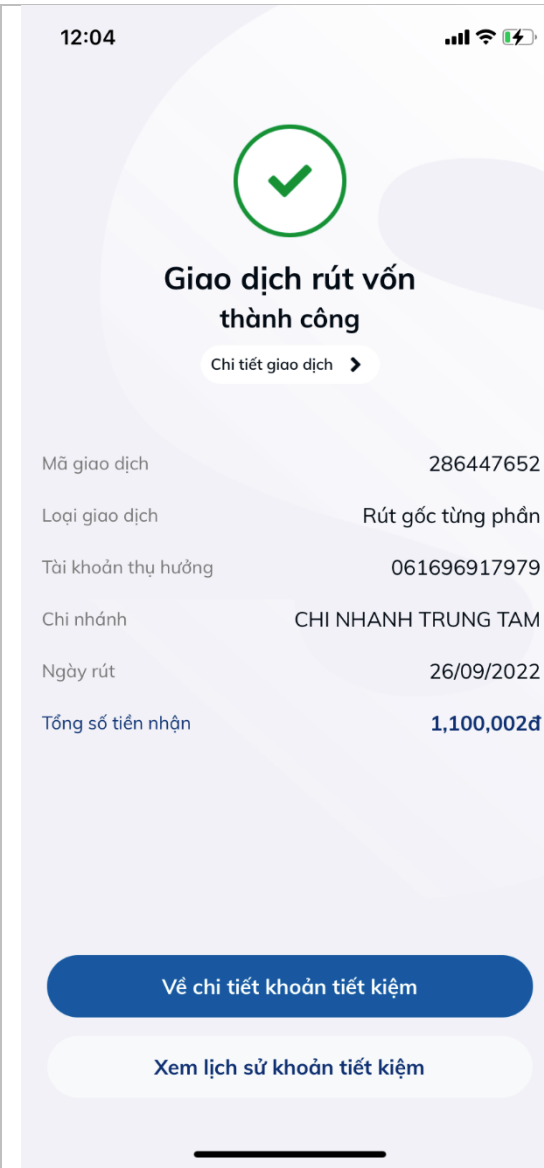 12:04
Giao dịch rút vốn
thành công
Chi tiết giao dịch
Mã giao dịch 286447652
Loại giao dịch Rút gốc từng phần
Tài khoản thụ hưởng 061696917979
Chi nhánh CHI NHANH TRUNG TAM
Ngày rút 26/09/2022
Tổng số tiền nhận 1,100,002đ
Về chi tiết khoản tiết kiệm
Xem lịch sử khoản tiết kiệm